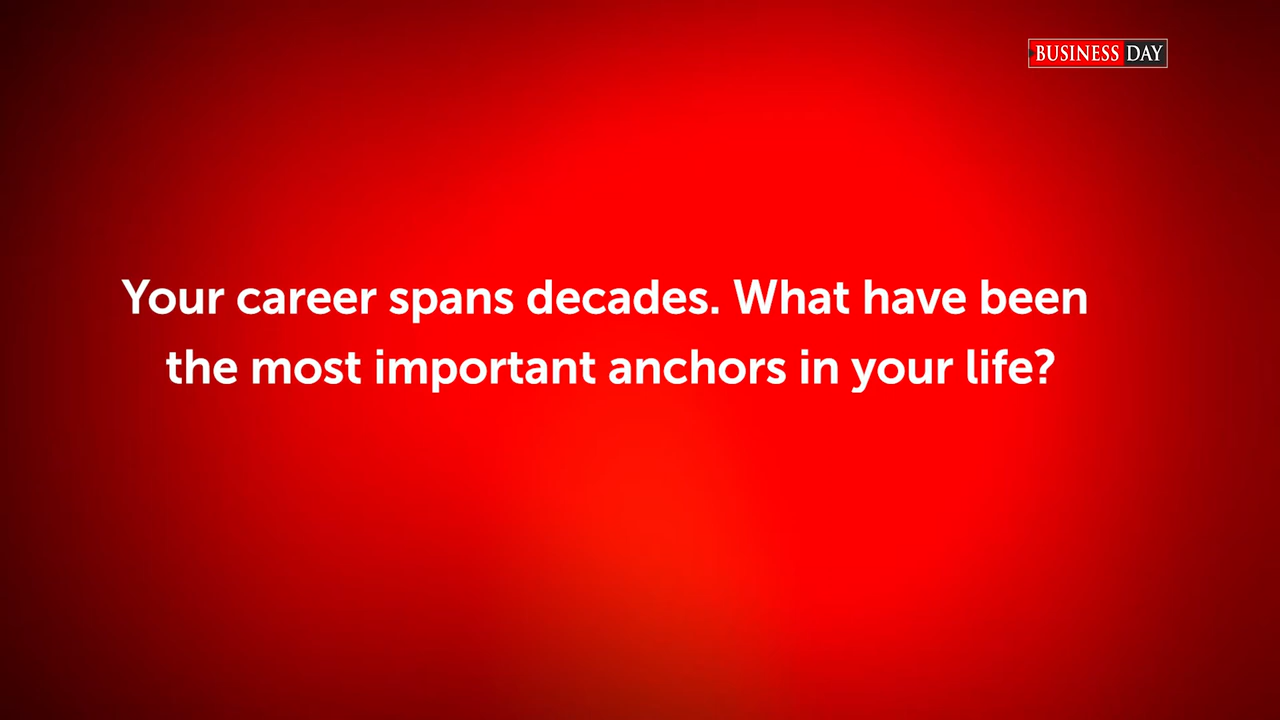 BUSINESS DAY
Your career spans decades. What have been
the most important anchors in your life?